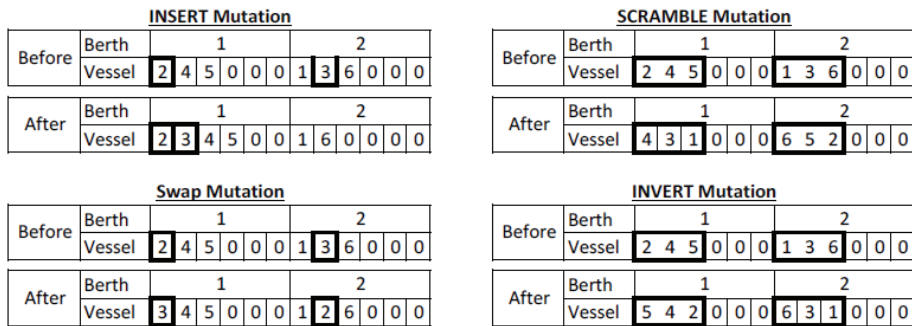 INSERT Mutation
Before Berth 1 2
Vessel 2 4 5 0 0 0 1 3 6 0 0 0
After Berth 1 2
Vessel 2 3 4 5 0 0 1 6 0 0 0 0
SCRAMBLE Mutation
Before Berth 1 2
Vessel 2 4 5 0 0 0 1 3 6 0 0 0
After Berth 1 2
Vessel 4 3 1 0 0 0 6 5 2 0 0 0
Swap Mutation
Before Berth 1 2
Vessel 2 4 5 0 0 0 1 3 6 0 0 0
After Berth 1 2
Vessel 3 4 5 0 0 0 1 2 6 0 0 0
INVERT Mutation
Before Berth 1 2
Vessel 2 4 5 0 0 0 1 3 6 0 0 0
After Berth 1 2
Vessel 5 4 2 0 0 0 6 3 1 0 0 0